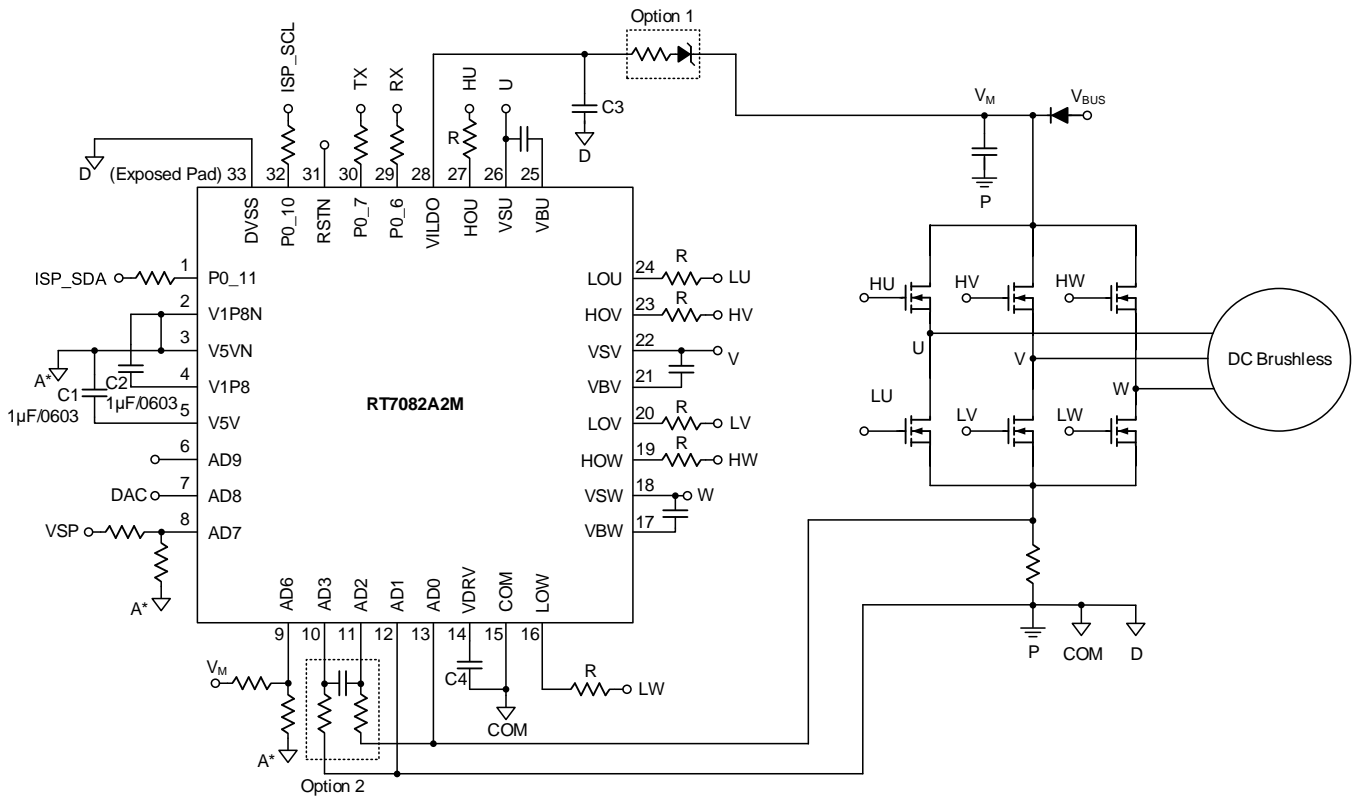 Option 1
ISP_SCL
TX
RX
HU
U
R
C3
D
VM
VBUS
P
D
(Exposed Pad) 33
32
31
30
29
28
27
26
25
DVSS
P0_10
RSTN
P0_7
P0_6
VILDO
HOU
VSU
VBU
ISP_SDA
1
P0_11
2
V1P8N
3
V5VN
4
V1P8
5
V5V
6
AD9
DAC
7
AD8
VSP
8
AD7
A*
C1
1µF/0603
C2
1µF/0603
A*
RT7082A2M
LOU
24
R
LU
HOV
23
R
HV
VSV
22
V
VBV
21
LOV
20
R
LV
HOW
19
R
HW
VSW
18
W
VBW
17
AD6
AD3
AD2
AD1
AD0
VDRV
COM
LOW
9
10
11
12
13
14
15
16
VM
A*
Option 2
C4
COM
R
LW
HU
HV
HW
U
V
W
LU
LV
LW
DC Brushless
P
COM
D